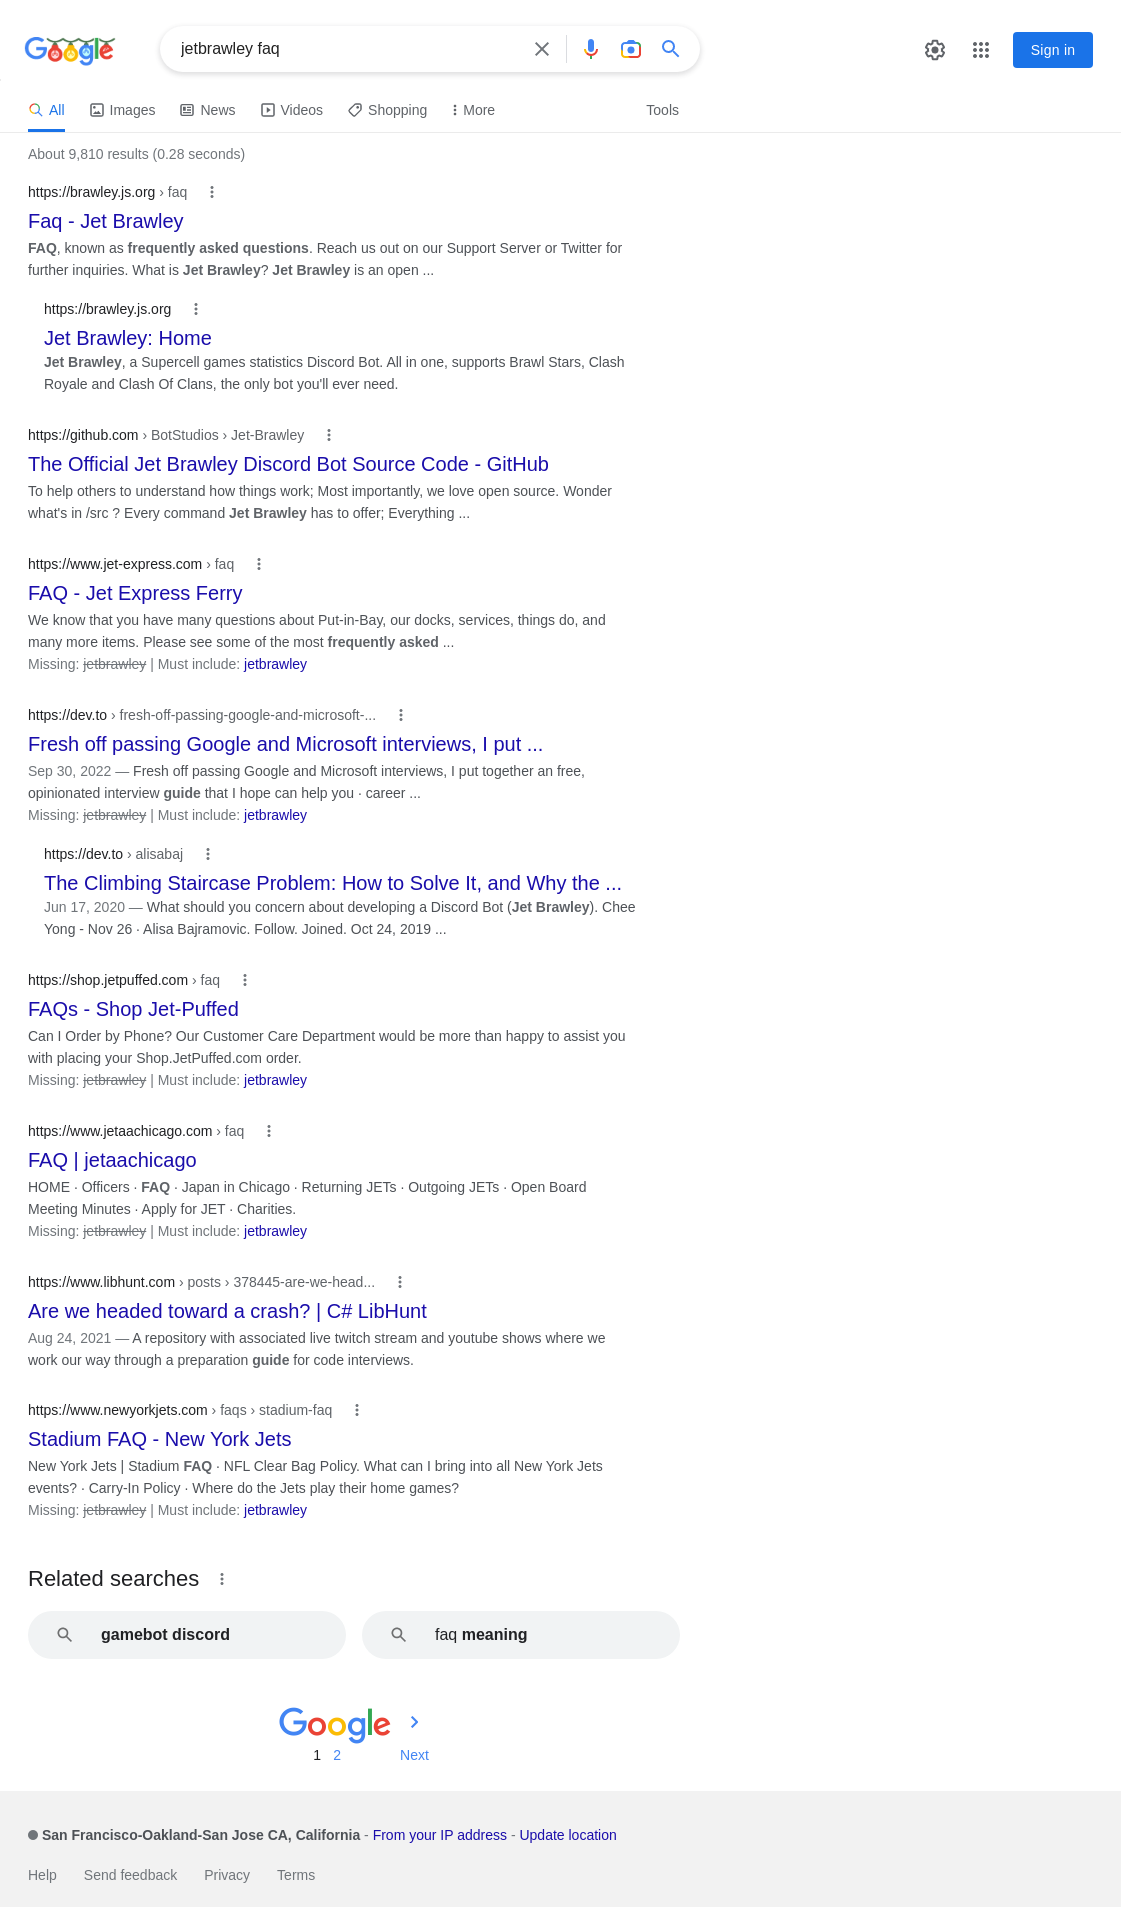 Google
jetbrawley faq
Sign in
All
Images
News
Videos
Shopping
More
Tools
About 9,810 results (0.28 seconds)
https://brawley.js.org › faq
Faq - Jet Brawley
FAQ, known as frequently asked questions. Reach us out on our Support Server or Twitter for
further inquiries. What is Jet Brawley? Jet Brawley is an open ...
https://brawley.js.org
Jet Brawley: Home
Jet Brawley, a Supercell games statistics Discord Bot. All in one, supports Brawl Stars, Clash
Royale and Clash Of Clans, the only bot you'll ever need.
https://github.com › BotStudios › Jet-Brawley
The Official Jet Brawley Discord Bot Source Code - GitHub
To help others to understand how things work; Most importantly, we love open source. Wonder
what's in /src ? Every command Jet Brawley has to offer; Everything ...
https://www.jet-express.com › faq
FAQ - Jet Express Ferry
We know that you have many questions about Put-in-Bay, our docks, services, things do, and
many more items. Please see some of the most frequently asked ...
Missing: jetbrawley | Must include: jetbrawley
https://dev.to › fresh-off-passing-google-and-microsoft-...
Fresh off passing Google and Microsoft interviews, I put ...
Sep 30, 2022 — Fresh off passing Google and Microsoft interviews, I put together an free,
opinionated interview guide that I hope can help you · career ...
Missing: jetbrawley | Must include: jetbrawley
https://dev.to › alisabaj
The Climbing Staircase Problem: How to Solve It, and Why the ...
Jun 17, 2020 — What should you concern about developing a Discord Bot (Jet Brawley). Chee
Yong - Nov 26 · Alisa Bajramovic. Follow. Joined. Oct 24, 2019 ...
https://shop.jetpuffed.com › faq
FAQs - Shop Jet-Puffed
Can I Order by Phone? Our Customer Care Department would be more than happy to assist you
with placing your Shop.JetPuffed.com order.
Missing: jetbrawley | Must include: jetbrawley
https://www.jetaachicago.com › faq
FAQ | jetaachicago
HOME · Officers · FAQ · Japan in Chicago · Returning JETs · Outgoing JETs · Open Board
Meeting Minutes · Apply for JET · Charities.
Missing: jetbrawley | Must include: jetbrawley
https://www.libhunt.com › posts › 378445-are-we-head...
Are we headed toward a crash? | C# LibHunt
Aug 24, 2021 — A repository with associated live twitch stream and youtube shows where we
work our way through a preparation guide for code interviews.
https://www.newyorkjets.com › faqs › stadium-faq
Stadium FAQ - New York Jets
New York Jets | Stadium FAQ · NFL Clear Bag Policy. What can I bring into all New York Jets
events? · Carry-In Policy · Where do the Jets play their home games?
Missing: jetbrawley | Must include: jetbrawley
Related searches
gamebot discord
faq meaning
Google
1 2 Next
San Francisco-Oakland-San Jose CA, California - From your IP address - Update location
Help Send feedback Privacy Terms